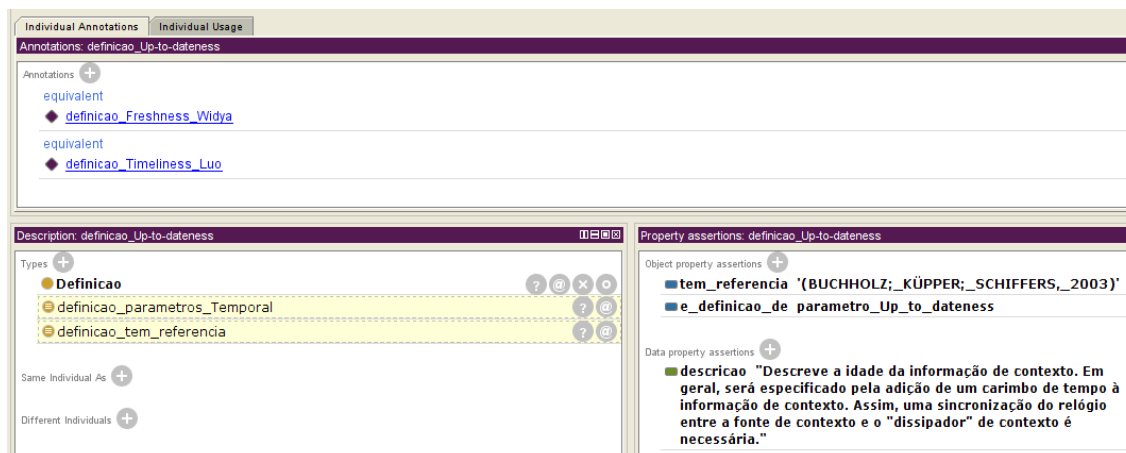 Individual Annotations Individual Usage
Annotations: definicao_Up-to-dateness
Annotations
equivalent
definicao_Freshness_Widya
equivalent
definicao_Timeliness_Luo
Description: definicao_Up-to-dateness
Types
Definicao
definicao_parametros_Temporal
definicao_tem_referencia
Same Individual As
Different Individuals
Property assertions: definicao_Up-to-dateness
Object property assertions
tem_referencia '(BUCHHOLZ;_KÜPPER;_SCHIFFERS,_2003)'
e_definicao_de parametro_Up_to_dateness
Data property assertions
descricao "Descreve a idade da informação de contexto. Em
geral, será especificado pela adição de um carimbo de tempo à
informação de contexto. Assim, uma sincronização do relógio
entre a fonte de contexto e o "dissipador" de contexto é
necessária."